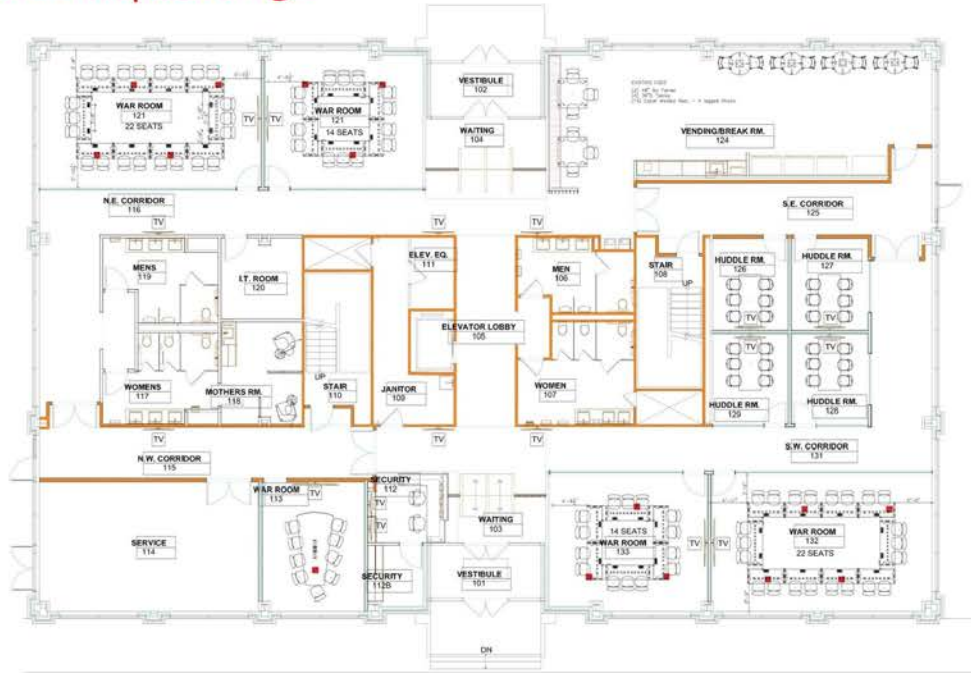 VESTIBULE
102
WAITING
104
WAR ROOM
121
22 SEATS
TV
TV
WAR ROOM
121
14 SEATS
VENDING/BREAK RM.
124
N.E. CORRIDOR
116
S.E. CORRIDOR
125
TV
TV
TV
MENS
119
I.T. ROOM
120
ELEV. EQ.
111
MEN
106
STAIR
108
UP
HUDDLE RM.
126
HUDDLE RM.
127
TV
TV
ELEVATOR LOBBY
105
TV
TV
WOMENS
117
MOTHERS RM.
118
UP
STAIR
110
JANITOR
109
WOMEN
107
HUDDLE RM.
129
HUDDLE RM.
128
TV
TV
TV
N.W. CORRIDOR
115
S.W. CORRIDOR
131
WAR ROOM
113
TV
SECURITY
112
TV
TV
SERVICE
114
WAITING
103
14 SEATS
WAR ROOM
133
TV
TV
WAR ROOM
132
22 SEATS
SECURITY
112B
VESTIBULE
101
DN